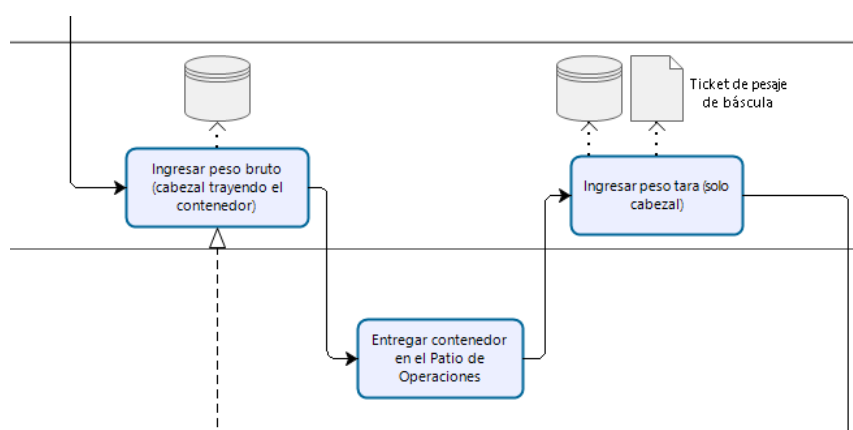 Ticket de pesaje
de báscula
Ingresar peso bruto
(cabezal trayendo el
contenedor)
Ingresar peso tara (solo
cabezal)
Entregar contenedor
en el Patio de
Operaciones